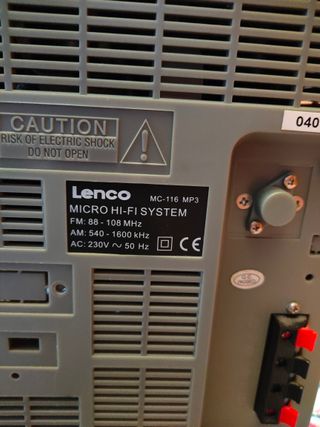 040
CAUTION
RISK OF ELECTRIC SHOCK
DO NOT OPEN
Lenco MC-116 MP3
MICRO HI-FI SYSTEM
FM: 88 - 108 MHz
AM: 540 - 1600 kHz
AC: 230V ~ 50 Hz CE